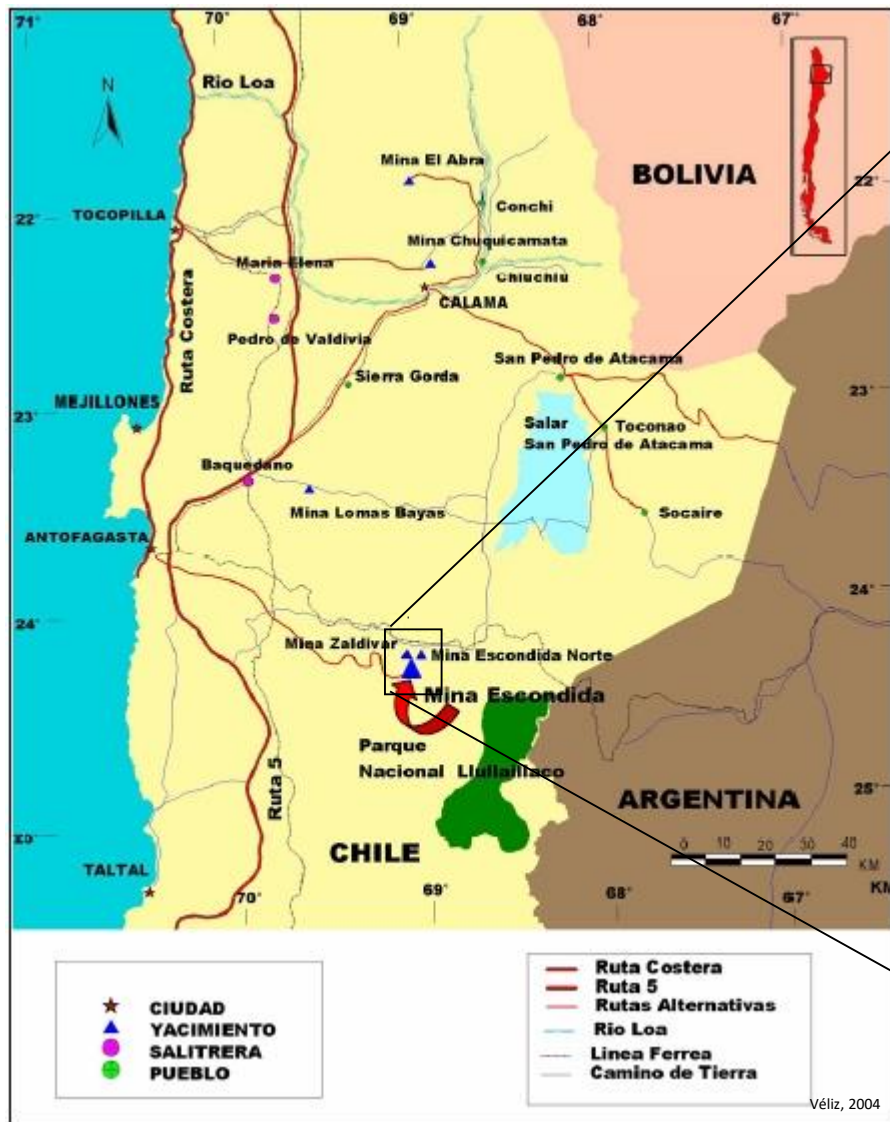 71°
70°
69°
68°
67°
N
Rio Loa
Mina El Abra
BOLIVIA
22°
22°
Conchi
TOCOPILLA
Mina Chuquicamata
Maria Elena
Chiuchiu
CALAMA
Ruta Costera
Pedro de Valdivia
San Pedro de Atacama
Sierra Gorda
23°
23°
MEJILLONES
Salar
San Pedro de Atacama
Toconao
Baquedano
Mina Lomas Bayas
Socaire
ANTOFAGASTA
24°
24°
Mina Zaldivar
Mina Escondida Norte
Mina Escondida
Parque
Nacional Llullaillaco
Ruta 5
25°
ARGENTINA
0 10 20 30 40
KM
KM
CHILE
TALTAL
70°
69°
68°
67°
CIUDAD
YACIMIENTO
SALITRERA
PUEBLO
Ruta Costera
Ruta 5
Rutas Alternativas
Rio Loa
Linea Ferrea
Camino de Tierra
Véliz, 2004